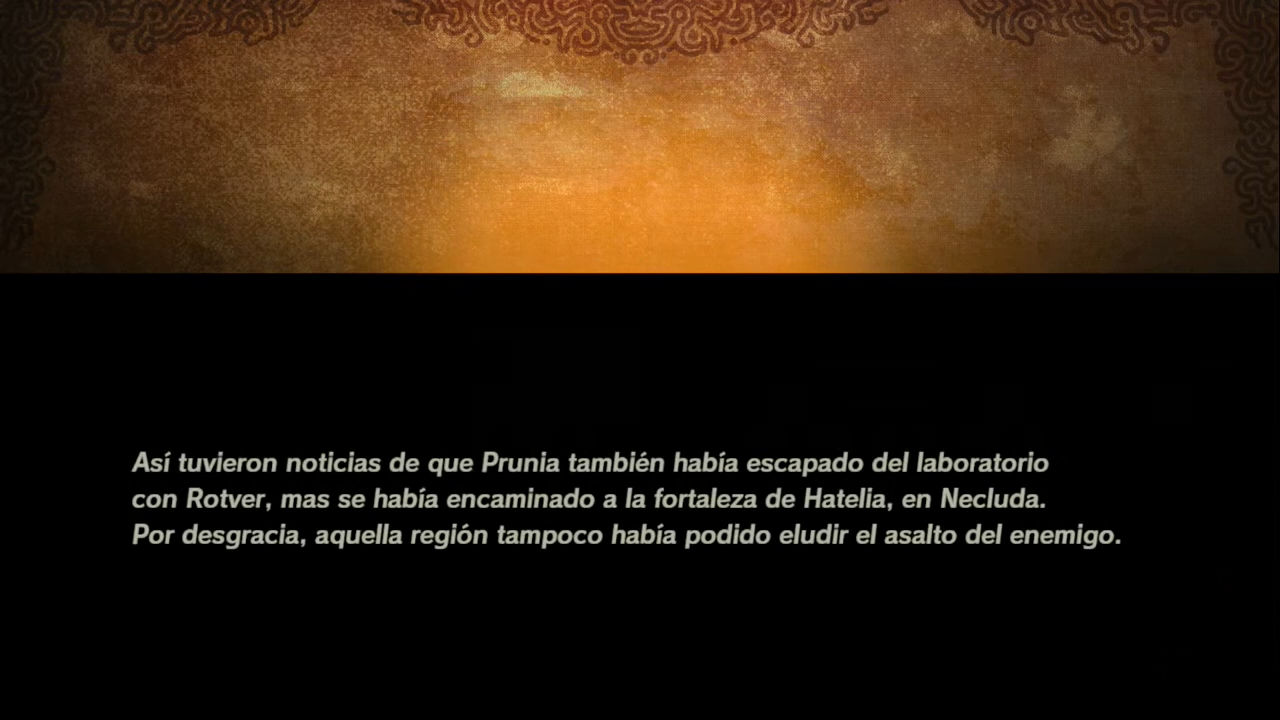 Así tuvieron noticias de que Prunia también había escapado del laboratorio
con Rotver, mas se había encaminado a la fortaleza de Hatelia, en Necluda.
Por desgracia, aquella región tampoco había podido eludir el asalto del enemigo.